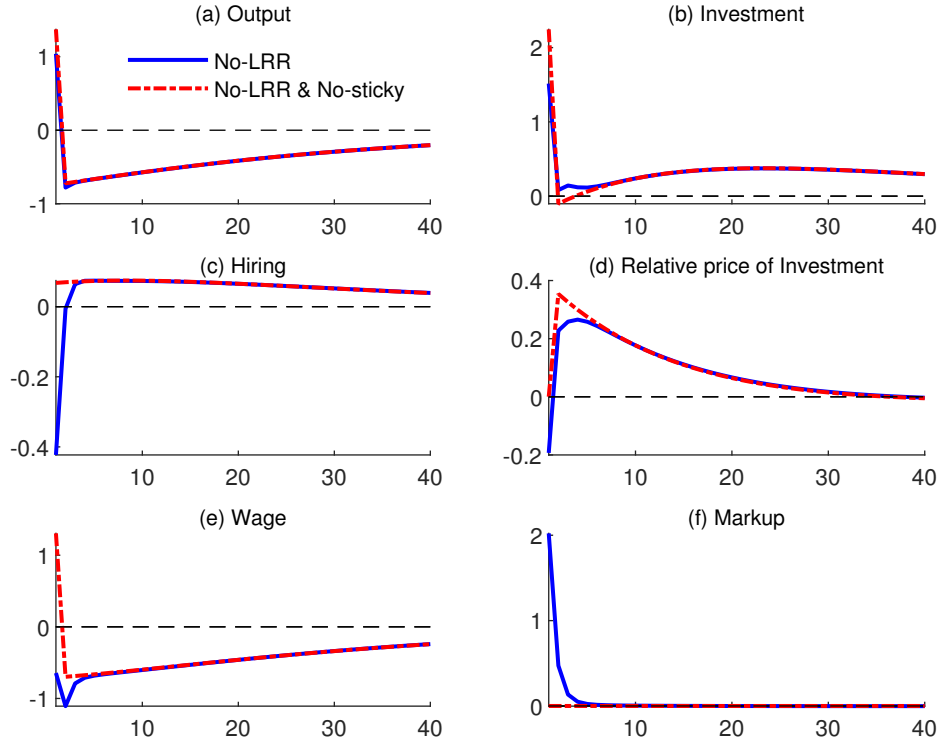 (a) Output
1
0
-1
10 20 30 40
No-LRR
No-LRR & No-sticky
(b) Investment
2
1
0
10 20 30 40
(c) Hiring
0
-0.2
-0.4
10 20 30 40
(d) Relative price of Investment
0.4
0.2
0
-0.2
10 20 30 40
(e) Wage
1
0
-1
10 20 30 40
(f) Markup
2
1
0
10 20 30 40